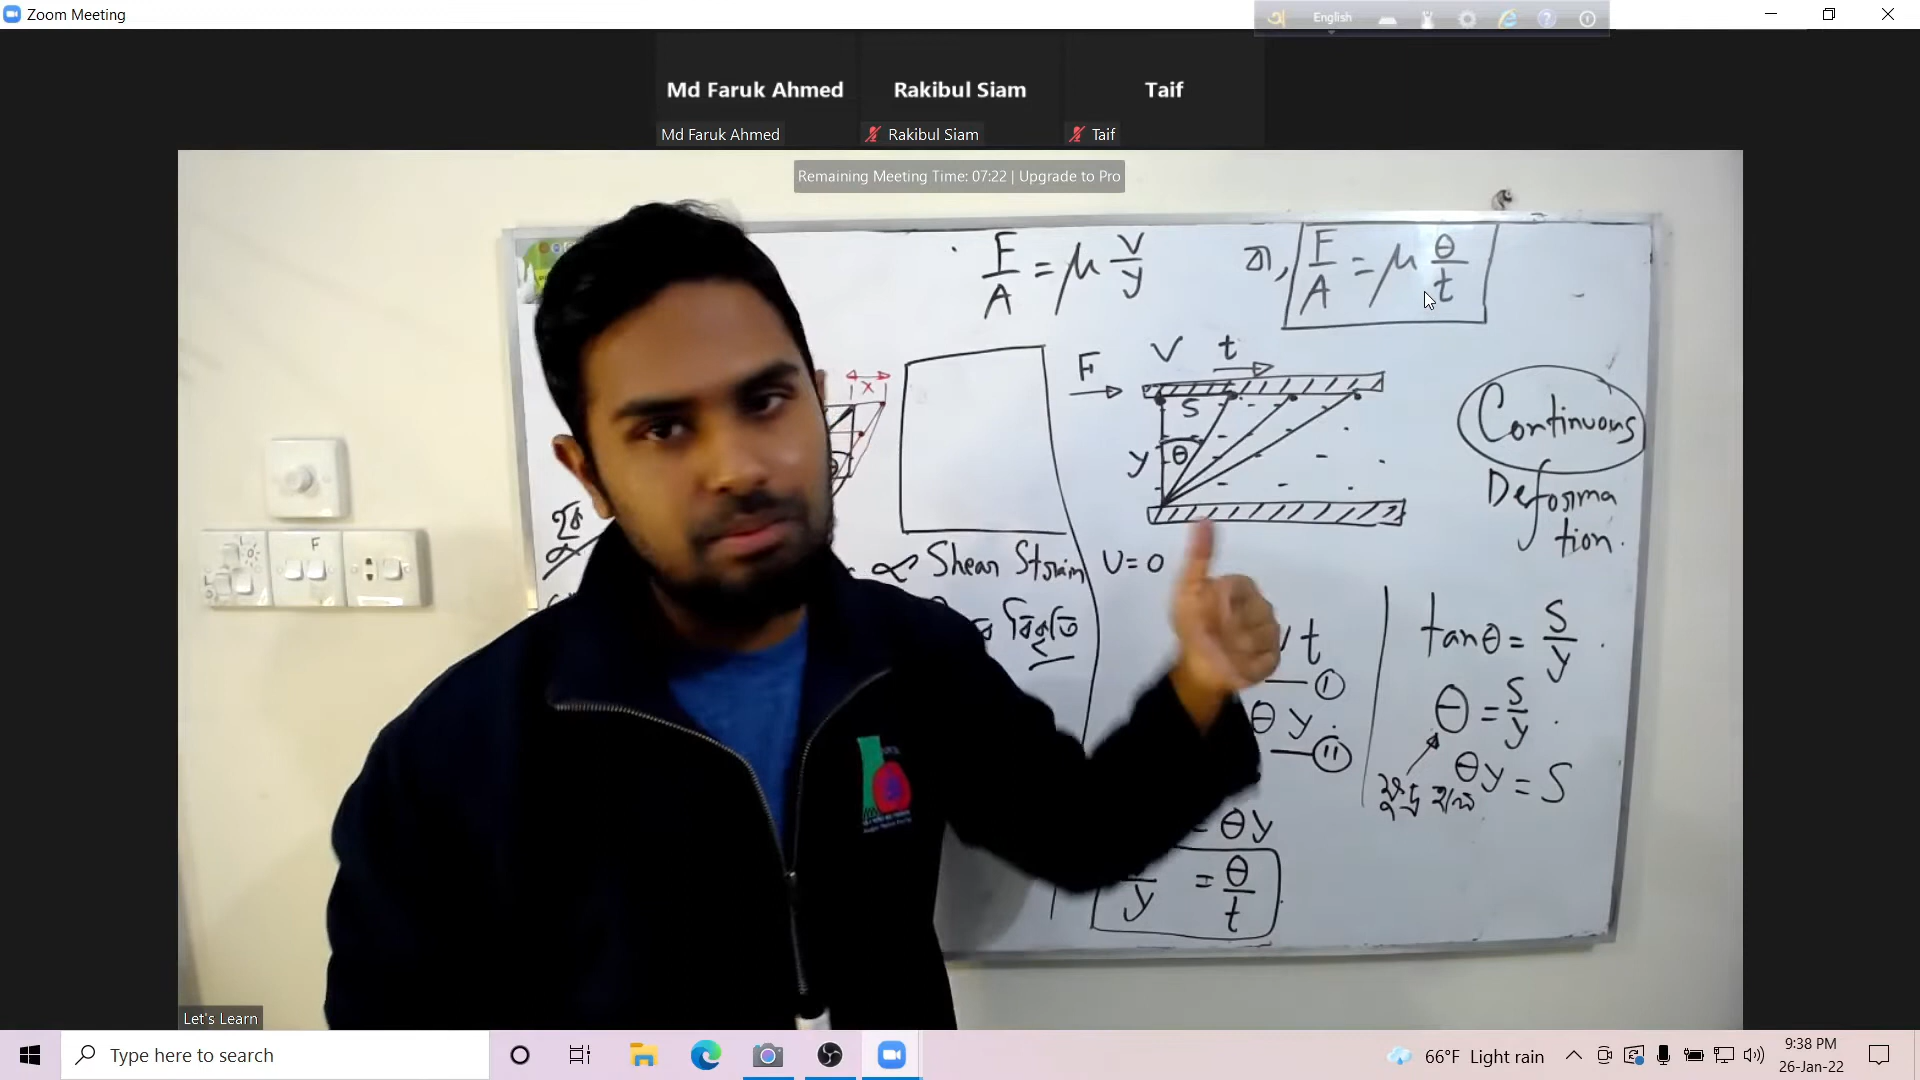 Zoom Meeting
English
Md Faruk Ahmed
Rakibul Siam
Taif
Md Faruk Ahmed
Rakibul Siam
Taif
Remaining Meeting Time: 07:22 | Upgrade to Pro
F/A = μ V/y
বা, F/A = μ θ/t
x
F
V t
S
y θ
θ
Continuous
Deforma
tion.
∝ Shear Strain
U = 0
বিকৃতি
t
I
θ y.
II
= θy
y = θ/t
tanθ = S/y.
θ = S/y.
θy = S
F
Let's Learn
Type here to search
66°F Light rain
9:38 PM
26-Jan-22